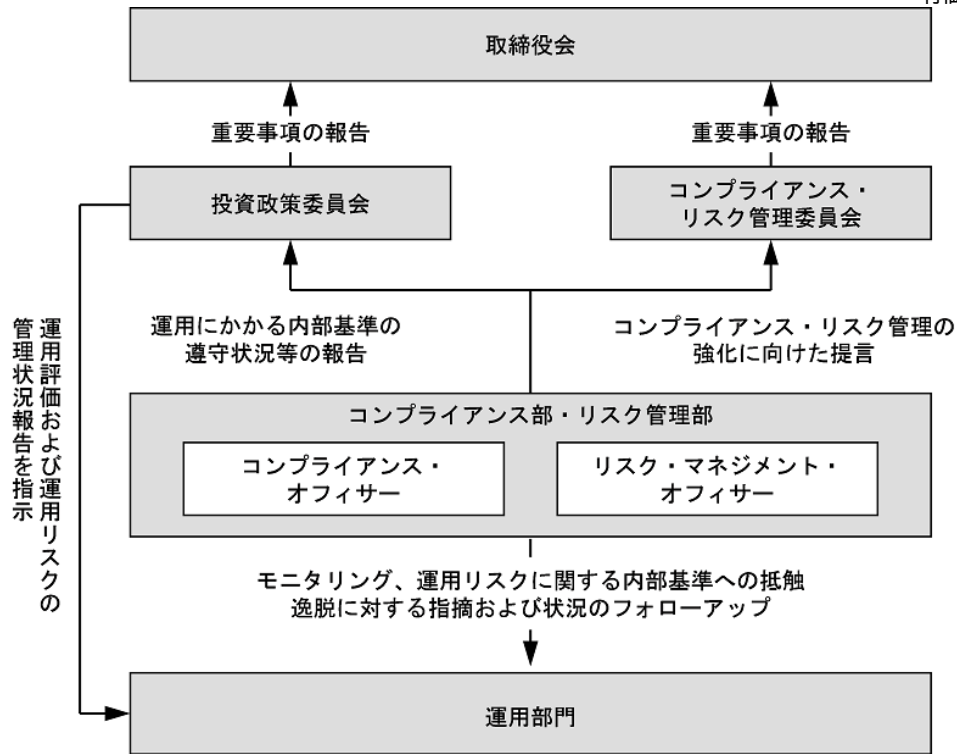 取締役会
重要事項の報告
重要事項の報告
投資政策委員会
コンプライアンス・
リスク管理委員会
運用にかかる内部基準の
遵守状況等の報告
コンプライアンス・リスク管理の
強化に向けた提言
運用評価および運用リスクの
管理状況報告を指示
コンプライアンス部・リスク管理部
コンプライアンス・
オフィサー
リスク・マネジメント・
オフィサー
モニタリング、運用リスクに関する内部基準への抵触
逸脱に対する指摘および状況のフォローアップ
運用部門